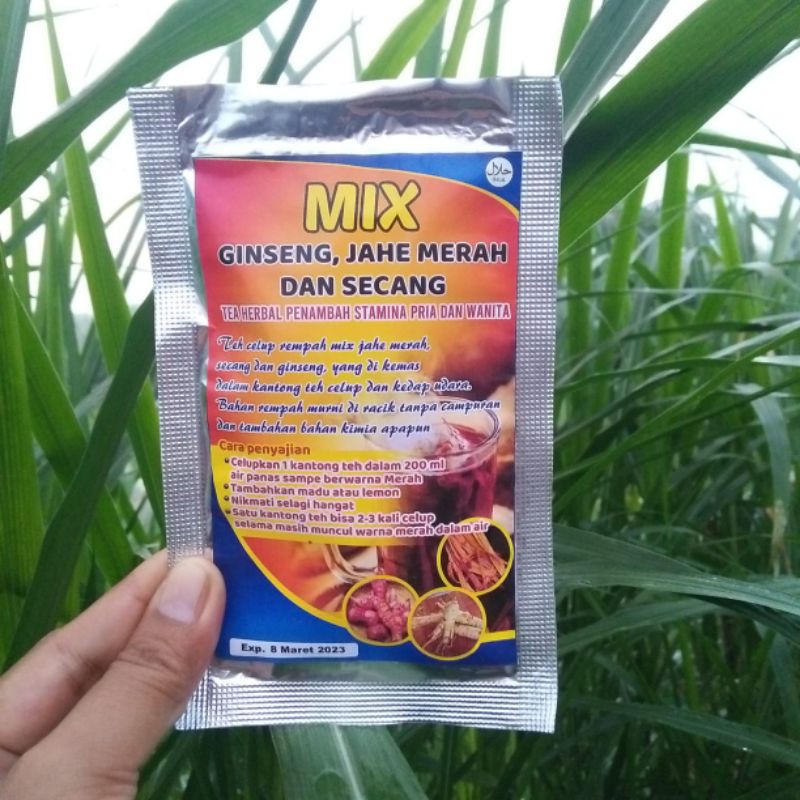 حلال
MIX
GINSENG, JAHE MERAH
DAN SECANG
TEA HERBAL PENAMBAH STAMINA PRIA DAN WANITA
Teh celup rempah mix jahe merah,
secang dan ginseng, yang di kemas
dalam kantong teh celup dan kedap udara.
Bahan rempah murni di racik tanpa campuran
dan tambahan bahan kimia apapun
Cara penyajian
•Celupkan 1 kantong teh dalam 200 ml
air panas sampe berwarna Merah
•Tambahkan madu atau lemon
•Nikmati selagi hangat
•Satu kantong teh bisa 2-3 kali celup
selama masih muncul warna merah dalam air
Exp. 8 Maret 2023